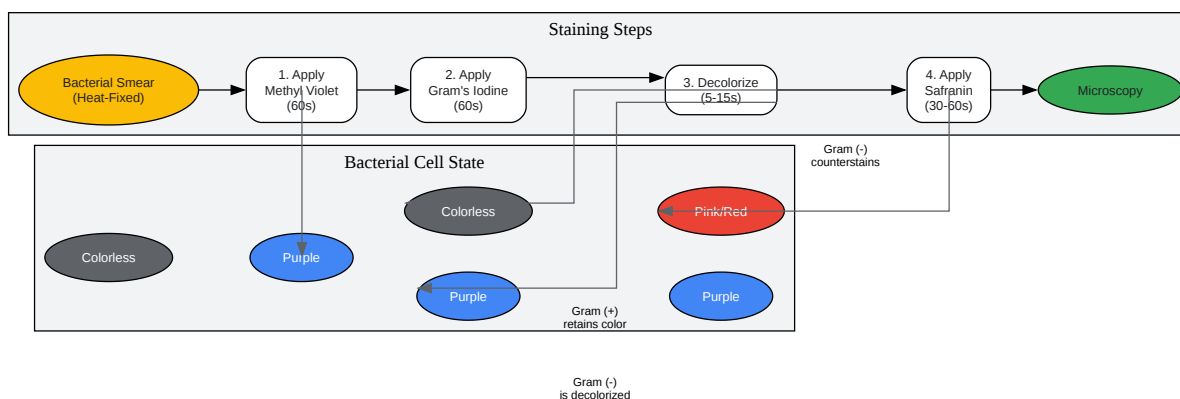 Staining Steps
Bacterial Smear
(Heat-Fixed)
1. Apply
Methyl Violet
(60s)
2. Apply
Gram's Iodine
(60s)
3. Decolorize
(5-15s)
4. Apply
Safranin
(30-60s)
Microscopy
Gram (-)
counterstains
Bacterial Cell State
Colorless
Purple
Colorless
Purple
Pink/Red
Purple
Gram (+)
retains color
Gram (-)
is decolorized